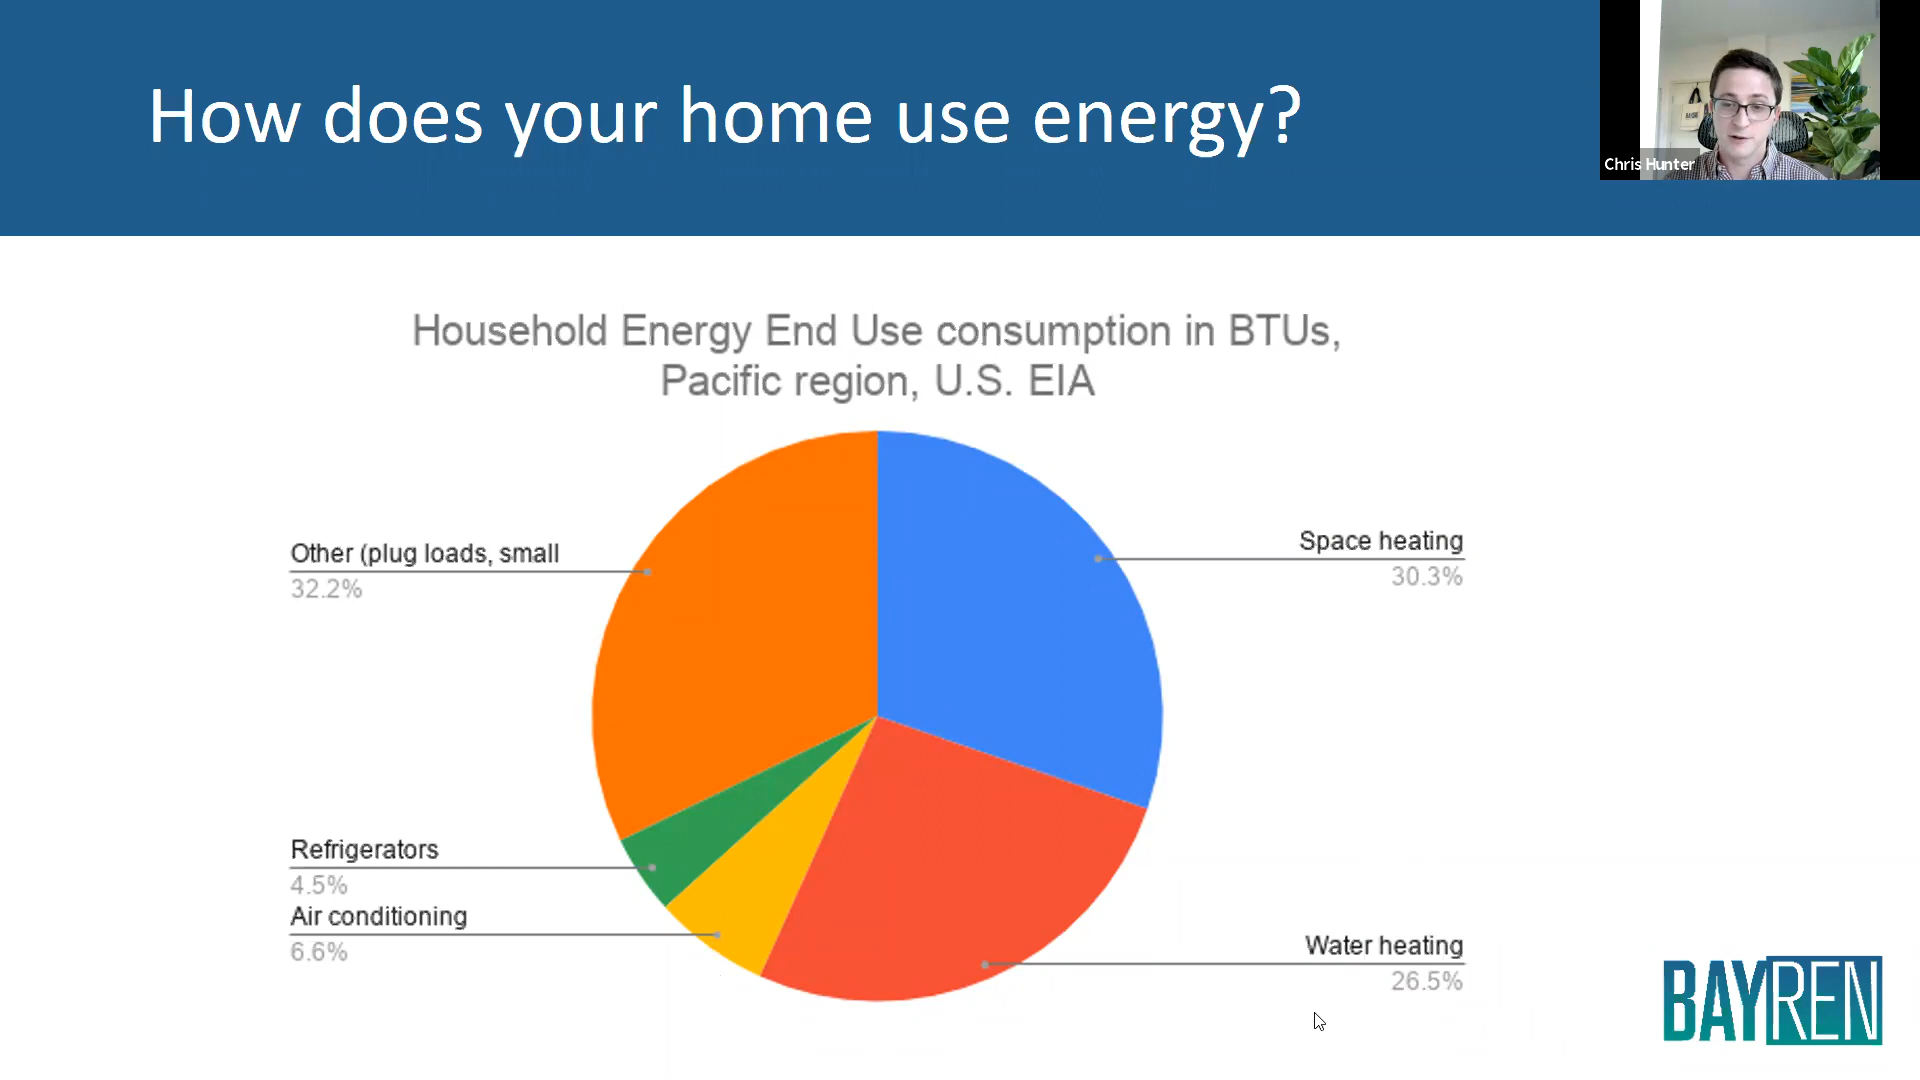 How does your home use energy?
Chris Hunter
Household Energy End Use consumption in BTUs,
Pacific region, U.S. EIA
Other (plug loads, small
32.2%
Space heating
30.3%
Refrigerators
4.5%
Air conditioning
6.6%
Water heating
26.5%
BAYREN